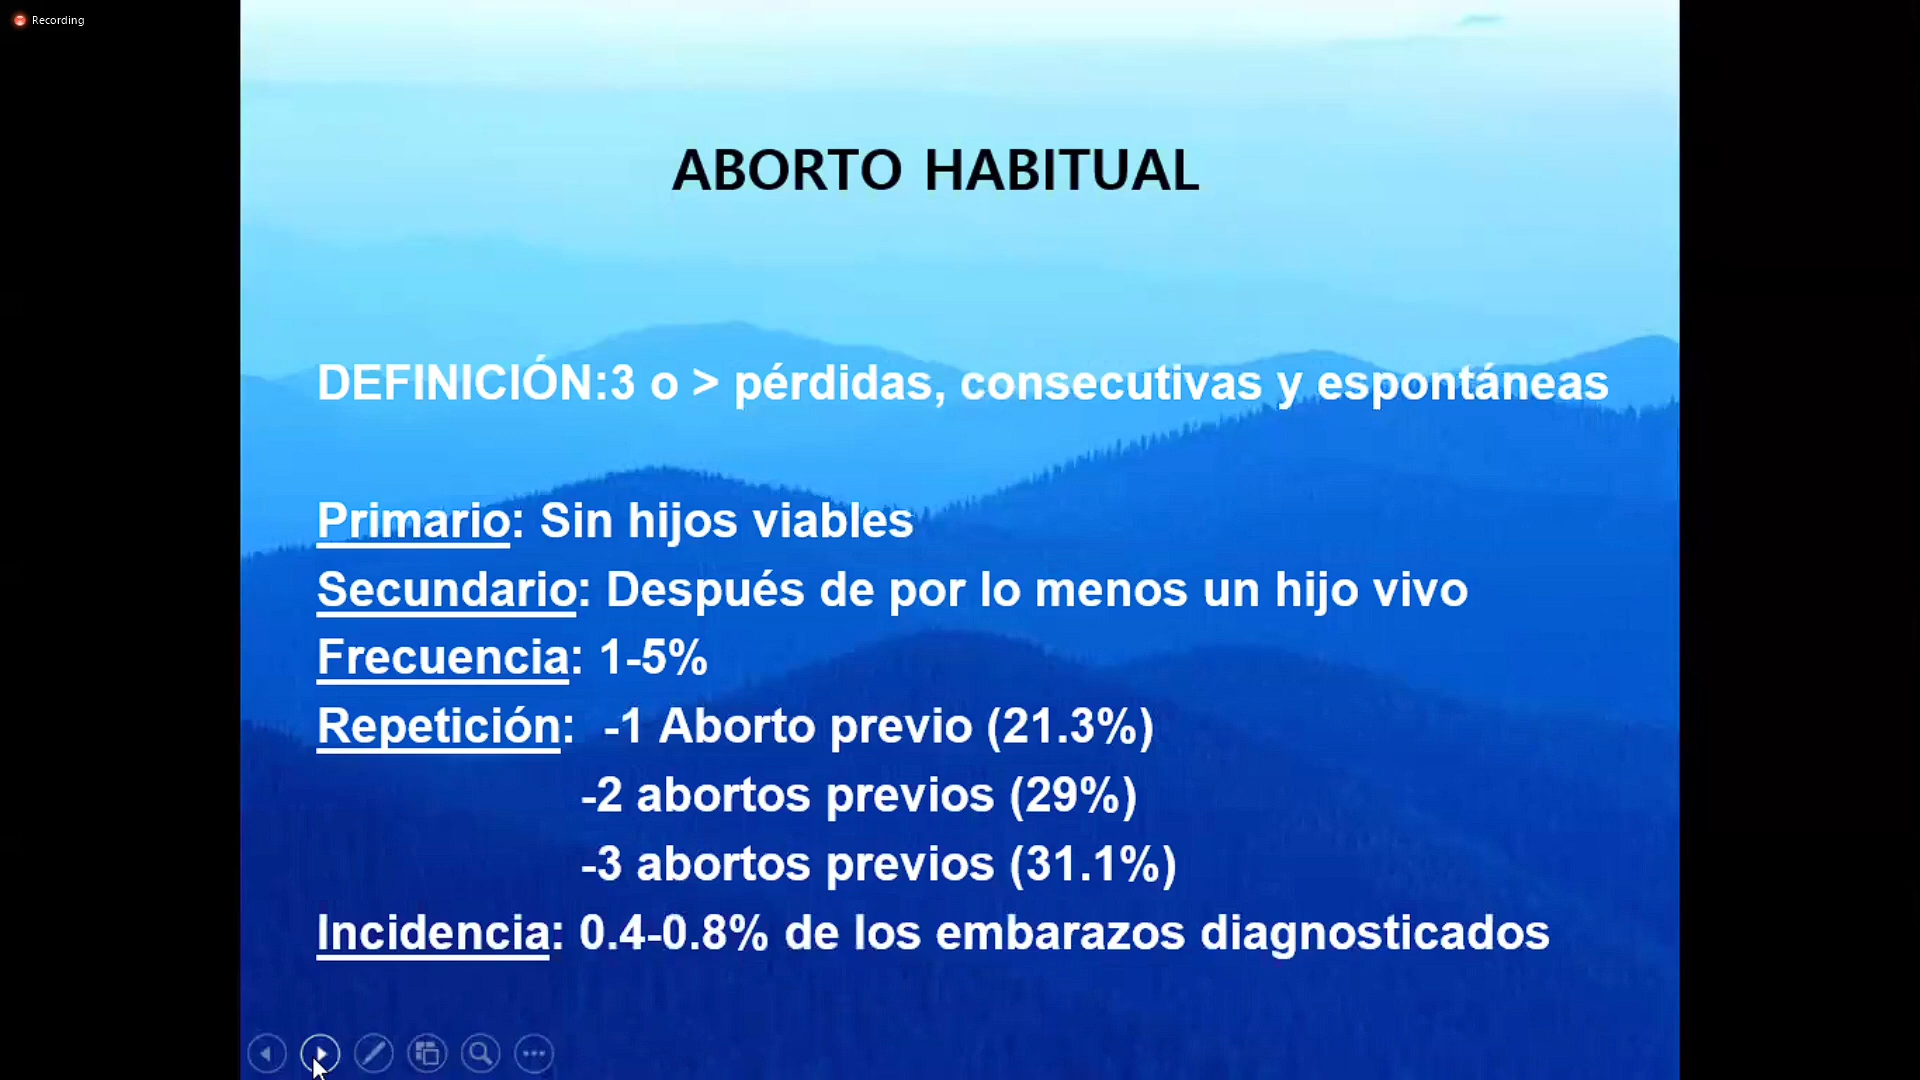 Recording
ABORTO HABITUAL
DEFINICIÓN:3 o > pérdidas, consecutivas y espontáneas
Primario: Sin hijos viables
Secundario: Después de por lo menos un hijo vivo
Frecuencia: 1-5%
Repetición: -1 Aborto previo (21.3%)
-2 abortos previos (29%)
-3 abortos previos (31.1%)
Incidencia: 0.4-0.8% de los embarazos diagnosticados